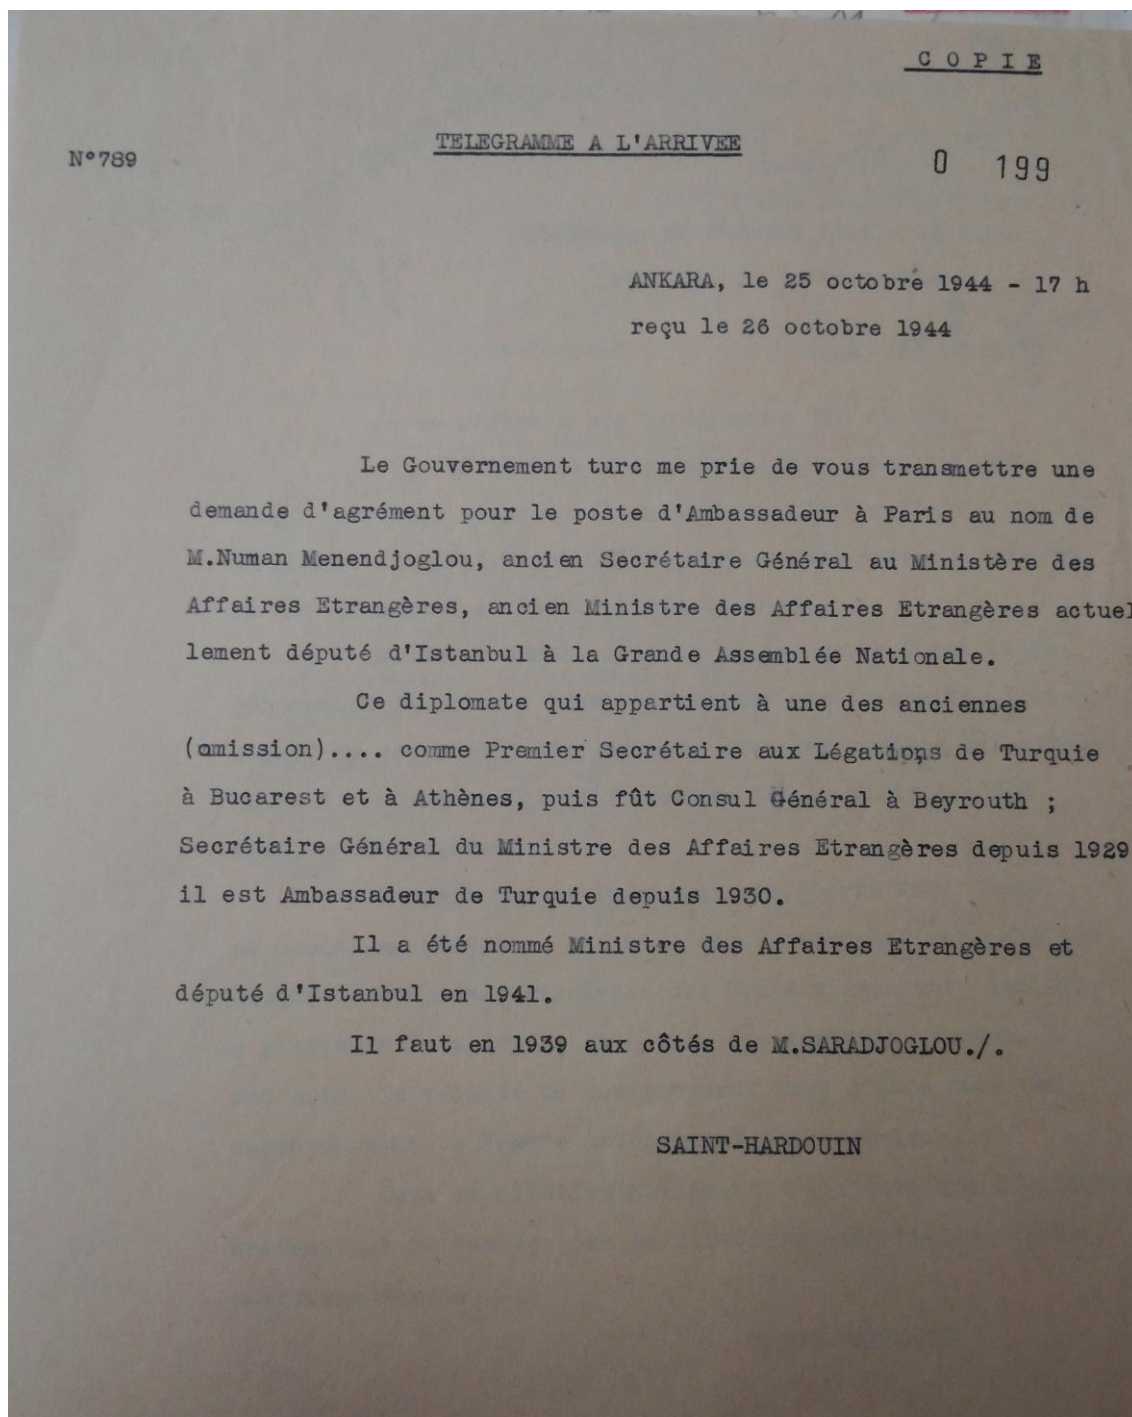 COPIE
TELEGRAMME A L'ARRIVEE
N°789
0 199
ANKARA, le 25 octobre 1944 - 17 h
reçu le 26 octobre 1944
Le Gouvernement turc me prie de vous transmettre une
demande d'agrément pour le poste d'Ambassadeur à Paris au nom de
M.Numan Menendjoglou, ancien Secrétaire Général au Ministère des
Affaires Etrangères, ancien Ministre des Affaires Etrangères actuel
lement député d'Istanbul à la Grande Assemblée Nationale.
Ce diplomate qui appartient à une des anciennes
(omission).... comme Premier Secrétaire aux Légations de Turquie
à Bucarest et à Athènes, puis fût Consul Général à Beyrouth ;
Secrétaire Général du Ministre des Affaires Etrangères depuis 1929
il est Ambassadeur de Turquie depuis 1930.
Il a été nommé Ministre des Affaires Etrangères et
député d'Istanbul en 1941.
Il faut en 1939 aux côtés de M.SARADJOGLOU./.
SAINT-HARDOUIN